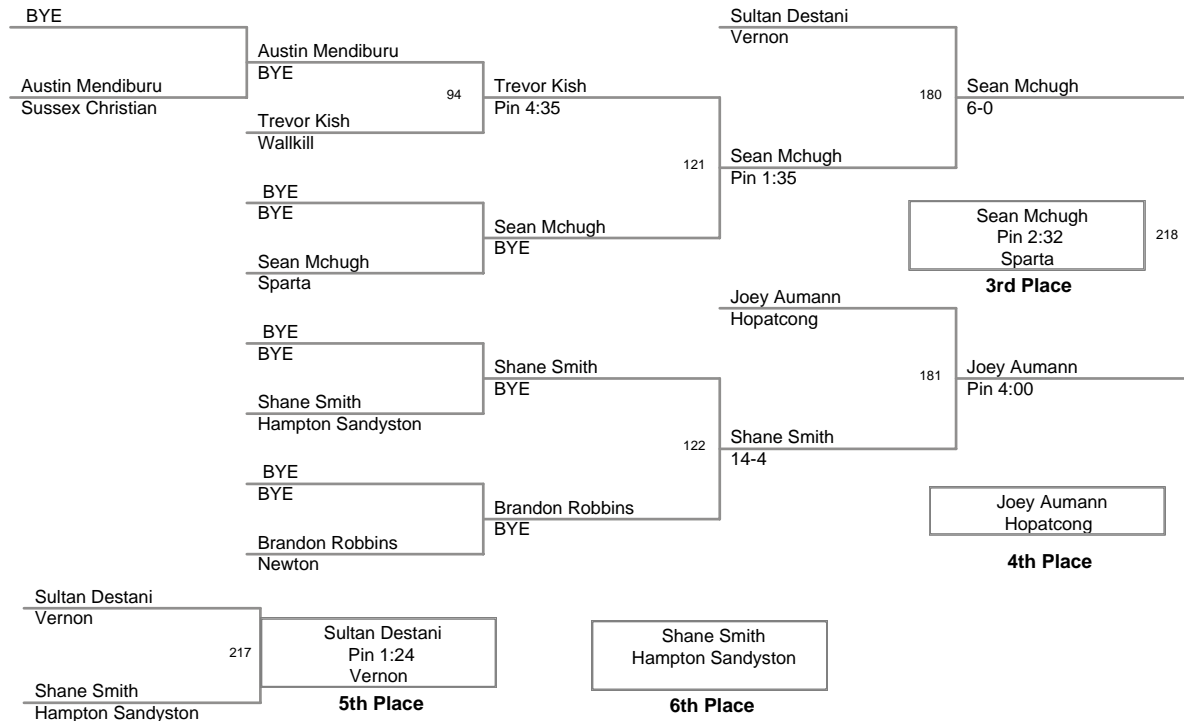 BYE
Austin Mendiburu
Sussex Christian
Austin Mendiburu
BYE
94
Trevor Kish
Wallkill
Trevor Kish
Pin 4:35
BYE
BYE
Sean Mchugh
Sparta
Sean Mchugh
BYE
121
Sean Mchugh
Pin 1:35
Sultan Destani
Vernon
180
Sean Mchugh
6-0
Sean Mchugh
Pin 2:32
Sparta
218
3rd Place
BYE
BYE
Shane Smith
Hampton Sandyston
Shane Smith
BYE
BYE
BYE
Brandon Robbins
Newton
Brandon Robbins
BYE
122
Shane Smith
14-4
Joey Aumann
Hopatcong
181
Joey Aumann
Pin 4:00
Joey Aumann
Hopatcong
4th Place
Sultan Destani
Vernon
217
Shane Smith
Hampton Sandyston
Sultan Destani
Pin 1:24
Vernon
5th Place
Shane Smith
Hampton Sandyston
6th Place